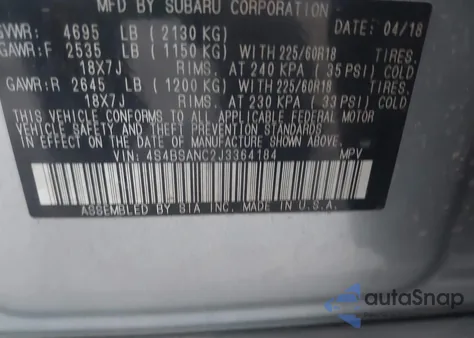 MFD BY SUBARU CORPORATION DATE: 04/18
GVWR: 4695 LB (2130 KG)
GAWR:F 2535 LB (1150 KG) WITH 225/60R18 TIRES.
18X7J RIMS. AT 240 KPA (35 PSI) COLD
GAWR:R 2645 LB (1200 KG) WITH 225/60R18 TIRES.
18X7J RIMS. AT 230 KPA (33 PSI) COLD
THIS VEHICLE CONFORMS TO ALL APPLICABLE FEDERAL MOTOR
VEHICLE SAFETY AND THEFT PREVENTION STANDARDS
IN EFFECT ON THE DATE OF MANUFACTURE SHOWN ABOVE.
VIN: 4S4BSANC2J3364184 MPV
ASSEMBLED BY SIA INC. MADE IN U.S.A.
autoSnap